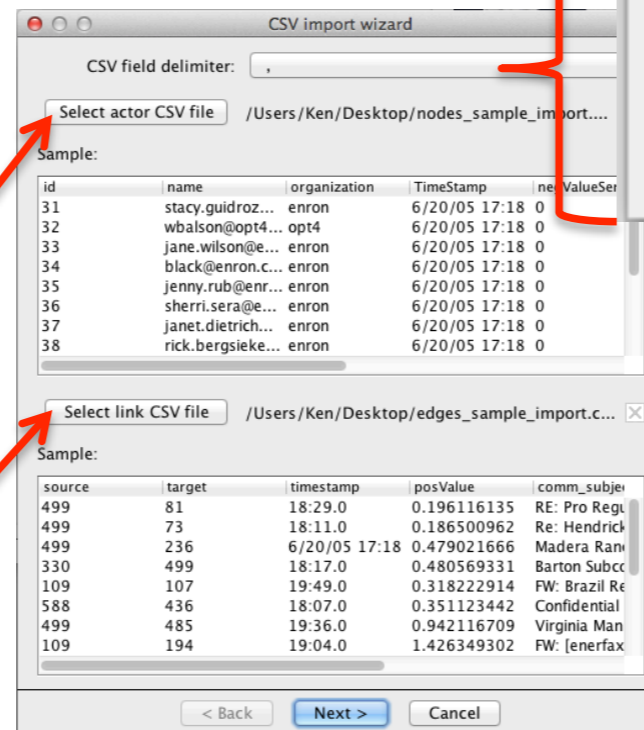 CSV import wizard
CSV field delimiter: ,
Select actor CSV file /Users/Ken/Desktop/nodes_sample_import....
Sample:
id name organization TimeStamp negValueSer
31 stacy.guidroz... enron 6/20/05 17:18 0
32 wbalson@opt4... opt4 6/20/05 17:18 0
33 jane.wilson@e... enron 6/20/05 17:18 0
34 black@enron.c... enron 6/20/05 17:18 0
35 jenny.rub@enr... enron 6/20/05 17:18 0
36 sherri.sera@e... enron 6/20/05 17:18 0
37 janet.dietrich... enron 6/20/05 17:18 0
38 rick.bergsieke... enron 6/20/05 17:18 0
Select link CSV file /Users/Ken/Desktop/edges_sample_import.c...
Sample:
source target timestamp posValue comm_subje
499 81 18:29.0 0.196116135 RE: Pro Regu
499 73 18:11.0 0.186500962 Re: Hendrick
499 236 6/20/05 17:18 0.479021666 Madera Ran
330 499 18:17.0 0.480569331 Barton Subco
109 107 19:49.0 0.318222914 FW: Brazil Re
588 436 18:07.0 0.351123442 Confidential
499 485 19:36.0 0.942116709 Virginia Man
109 194 19:04.0 1.426349302 FW: [enerfax
< Back Next > Cancel